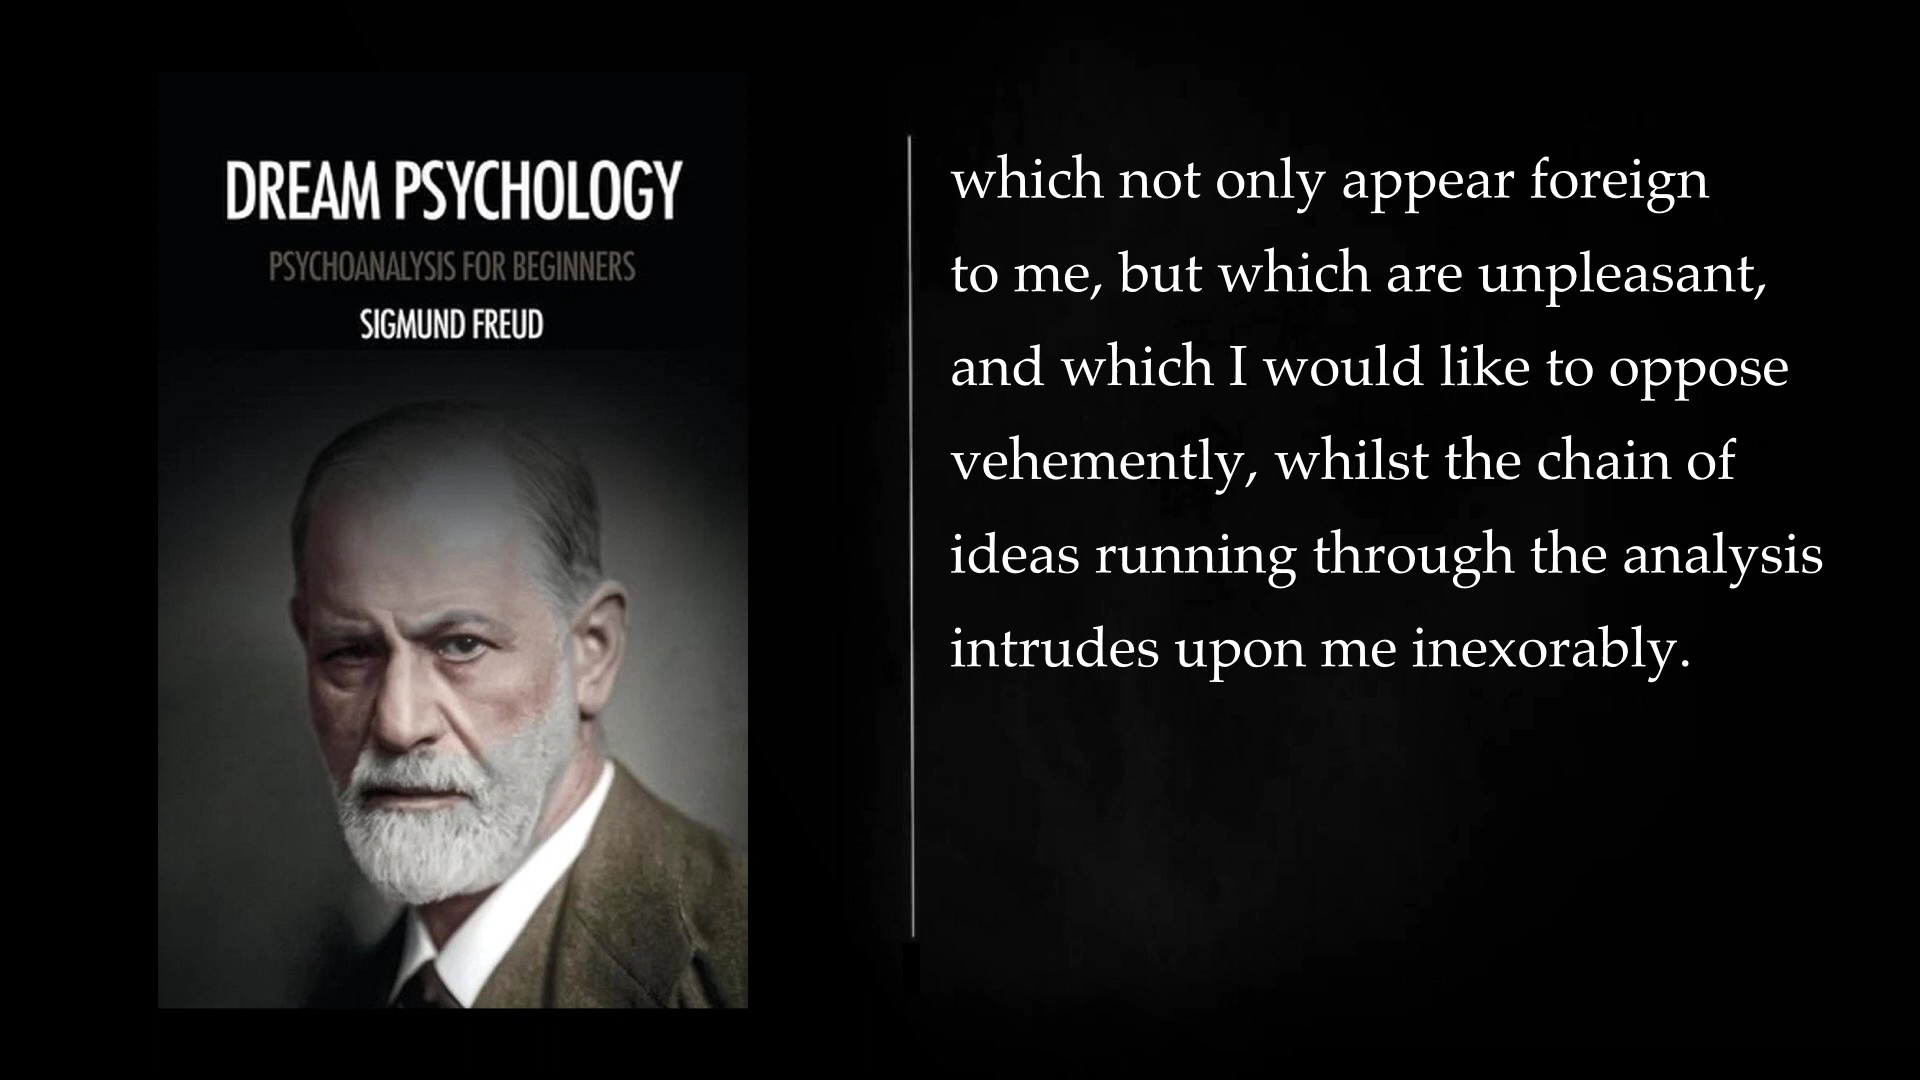 DREAM PSYCHOLOGY
PSYCHOANALYSIS FOR BEGINNERS
SIGMUND FREUD
which not only appear foreign
to me, but which are unpleasant,
and which I would like to oppose
vehemently, whilst the chain of
ideas running through the analysis
intrudes upon me inexorably.